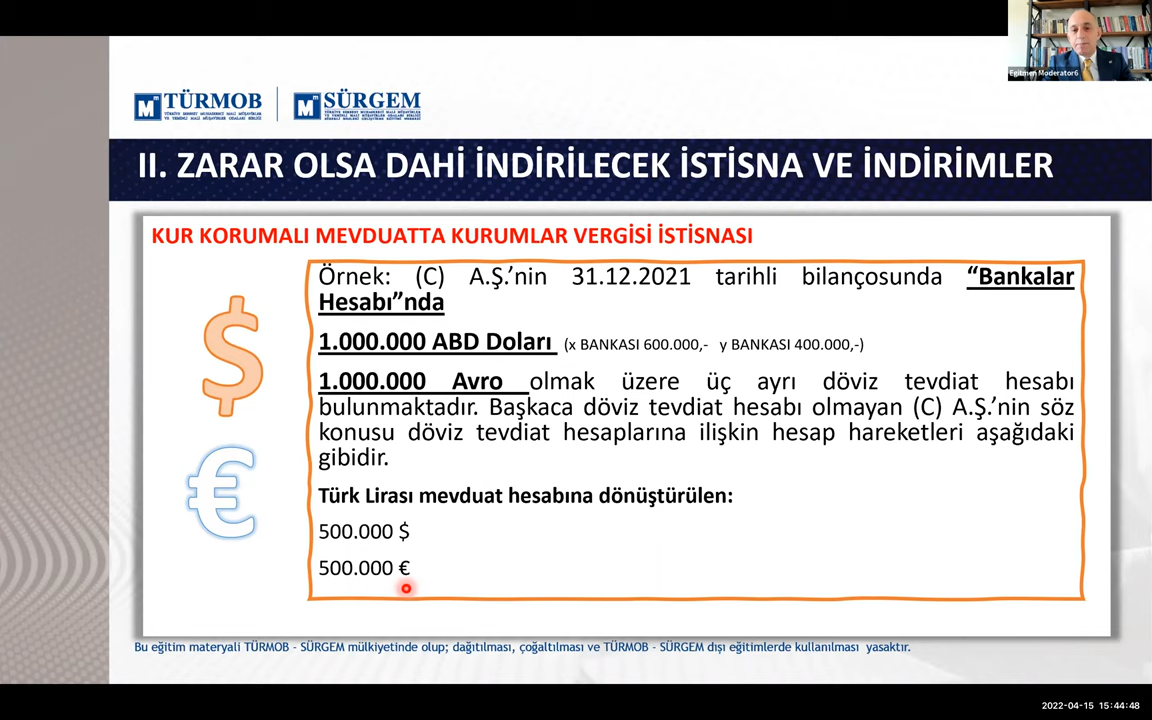 Eğitmen Moderator6
TÜRMOB
SÜRGEM
II. ZARAR OLSA DAHİ İNDİRİLECEK İSTİSNA VE İNDİRİMLER
KUR KORUMALI MEVDUATTA KURUMLAR VERGİSİ İSTİSNASI
Örnek: (C) A.Ş.’nin 31.12.2021 tarihli bilançosunda “Bankalar
Hesabı”nda
1.000.000 ABD Doları (x BANKASI 600.000,- y BANKASI 400.000,-)
1.000.000 Avro olmak üzere üç ayrı döviz tevdiat hesabı
bulunmaktadır. Başkaca döviz tevdiat hesabı olmayan (C) A.Ş.’nin söz
konusu döviz tevdiat hesaplarına ilişkin hesap hareketleri aşağıdaki
gibidir.
Türk Lirası mevduat hesabına dönüştürülen:
500.000 $
500.000 €
$
€
Bu eğitim materyali TÜRMOB - SÜRGEM mülkiyetinde olup; dağıtılması, çoğaltılması ve TÜRMOB - SÜRGEM dışı eğitimlerde kullanılması yasaktır.
2022-04-15 15:44:48